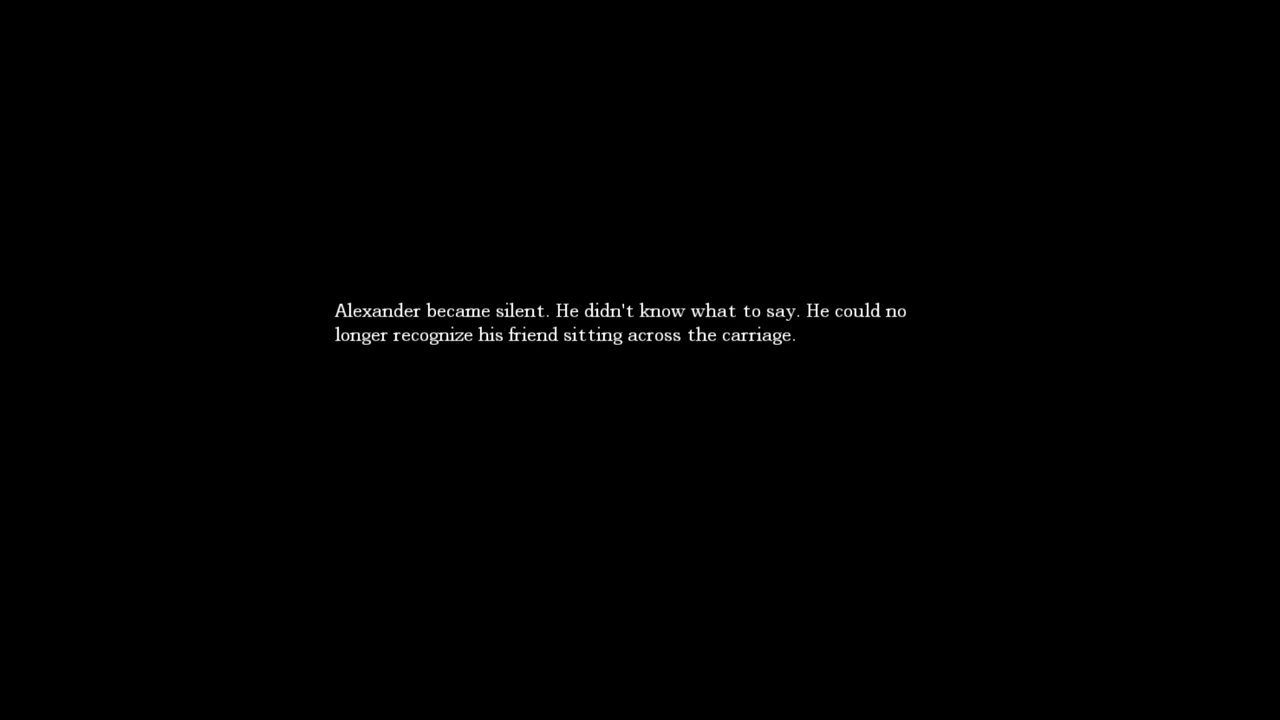 Alexander became silent. He didn't know what to say. He could no
longer recognize his friend sitting across the carriage.